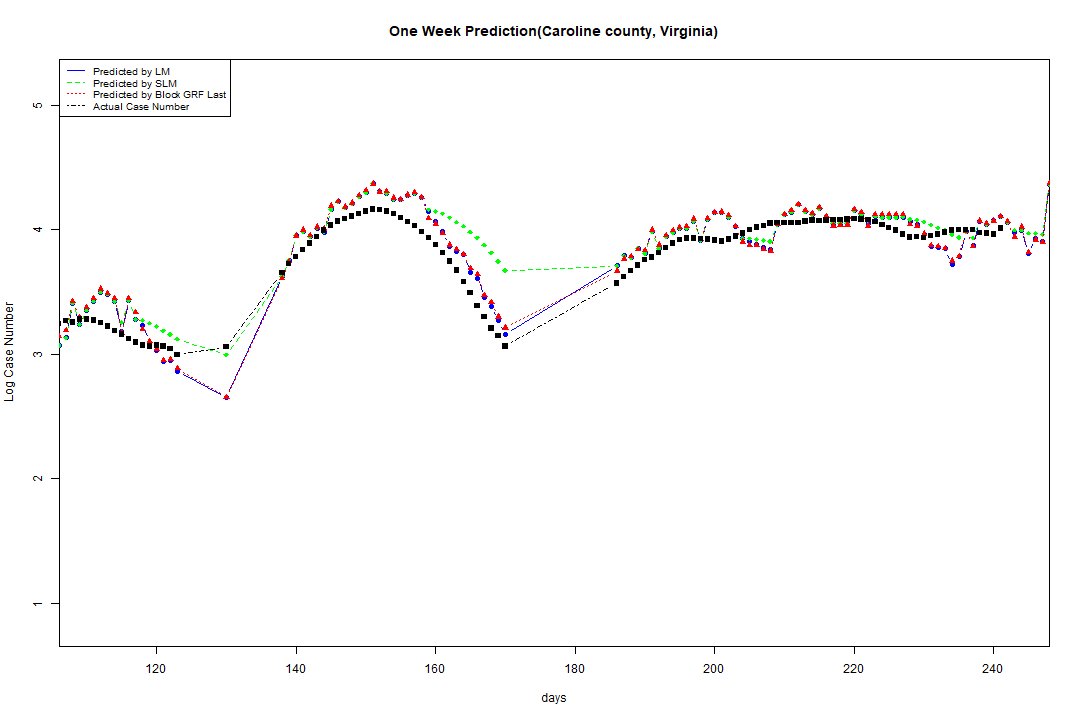 One Week Prediction(Caroline county, Virginia)
Predicted by LM
Predicted by SLM
Predicted by Block GRF Last
Actual Case Number
5
4
3
2
1
Log Case Number
120 140 160 180 200 220 240
days